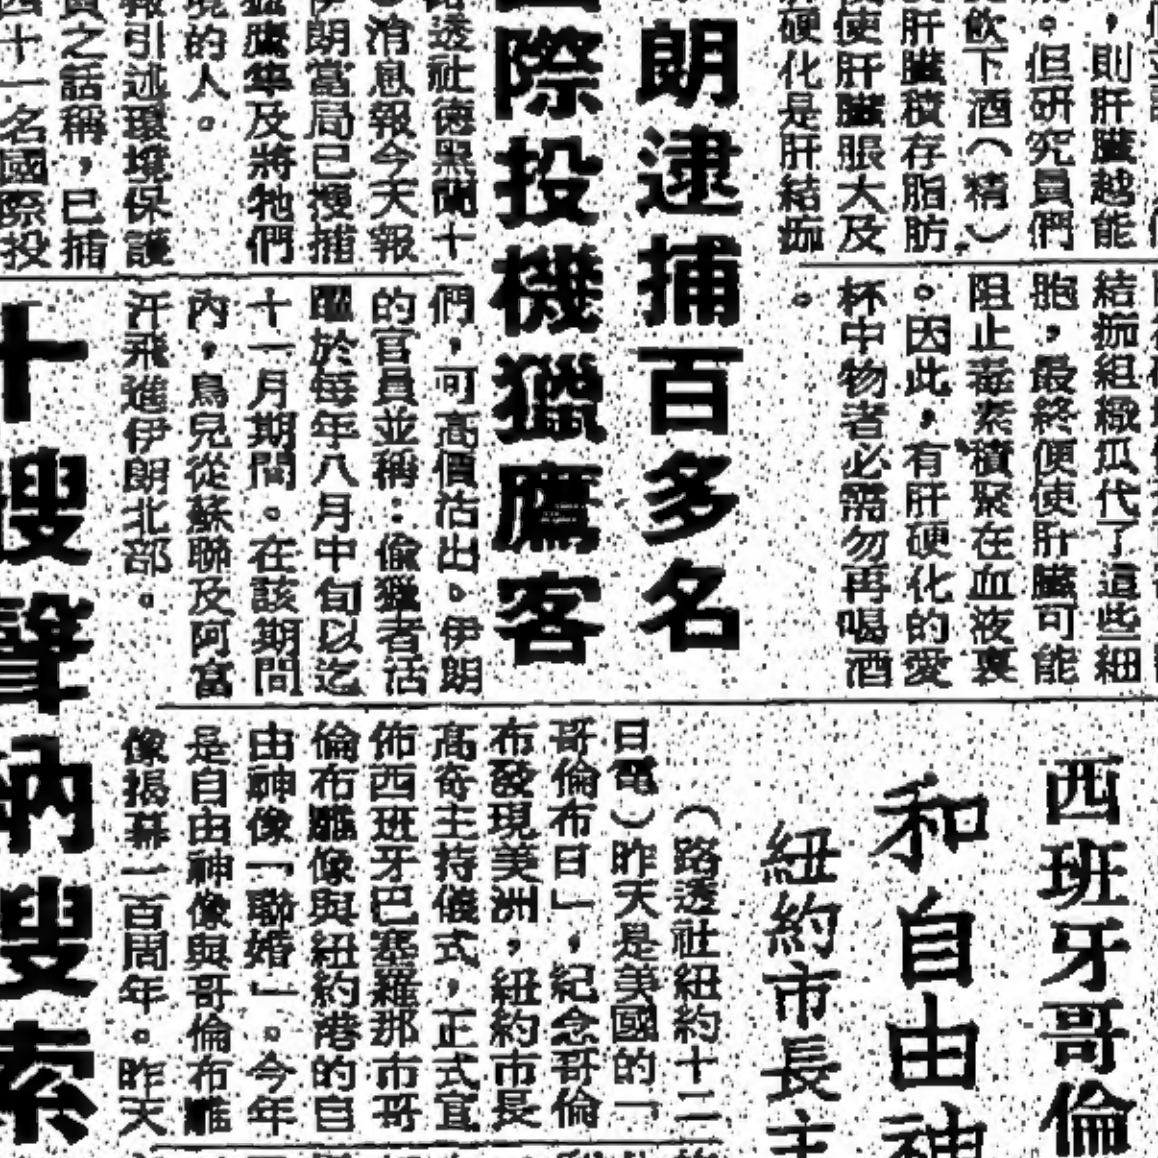 ，則肝臟越能
。但研究員們
飲下酒（精）
肝臟積存脂肪
使肝臟脹大及
硬化是肝結痂
結痂組織瓜代了這些細
胞，最終便使肝臟可能
阻止毒素積聚在血液裏
。因此，有肝硬化的愛
杯中物者必需勿再喝酒
。
朗逮捕百多名
際投機獵鷹客
路透社德黑蘭十
消息報今天報
伊朗當局已獲捕
獵鷹隼及將牠們
境的人。
報引述環境保護
責之話稱，已捕
四十一名國際投
們，可高價沽出。伊朗
的官員並稱：偷獵者活
躍於每年八月中旬以迄
十一月期間。在該期間
內，鳥兒從蘇聯及阿富
汗飛進伊朗北部。
十艘聲納搜索
西班牙哥倫
和自由神
紐約市長主
（路透社紐約十二
日電）昨天是美國的一
哥倫布日」，紀念哥倫
布發現美洲，紐約市長
高奇主持儀式，正式宣
佈西班牙巴塞羅那市哥
倫布雕像與紐約港的自
由神像「聯婚」。今年
是自由神像與哥倫布雕
像揭幕一百周年。昨天